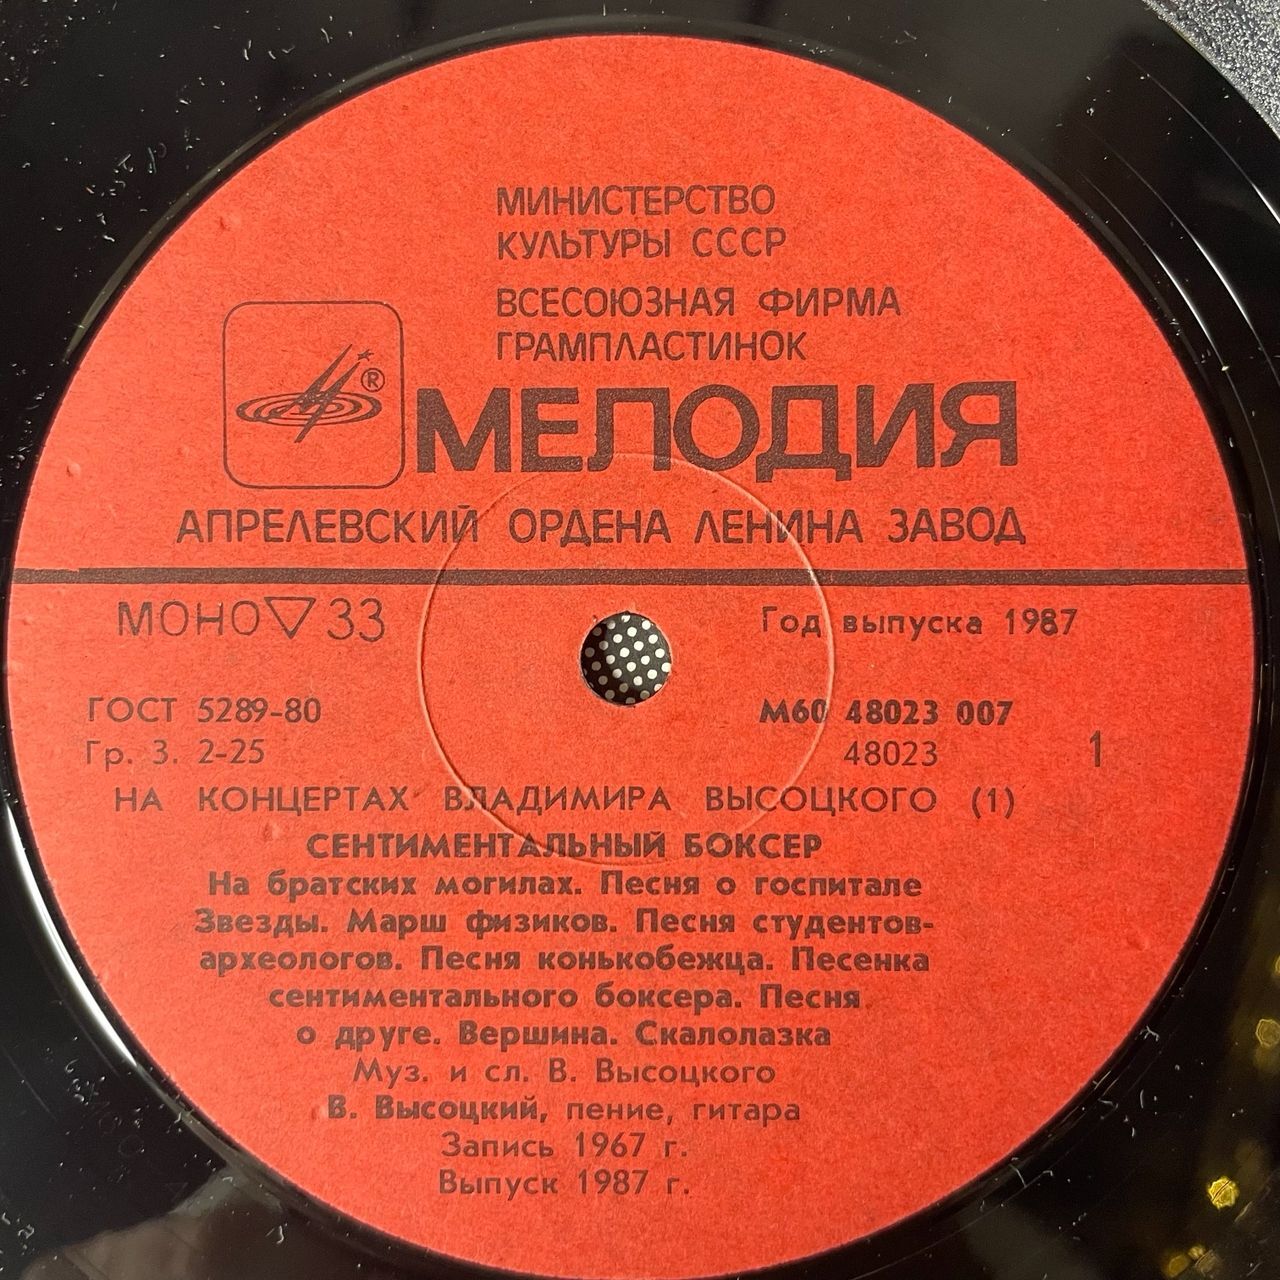 МИНИСТЕРСТВО
КУЛЬТУРЫ СССР
ВСЕСОЮЗНАЯ ФИРМА
ГРАМПЛАСТИНОК
®
МЕЛОДИЯ
АПРЕЛЕВСКИЙ ОРДЕНА ЛЕНИНА ЗАВОД
МОНО▽33
Год выпуска 1987
ГОСТ 5289-80
М60 48023 007
Гр. 3. 2-25
48023
1
НА КОНЦЕРТАХ ВЛАДИМИРА ВЫСОЦКОГО (1)
СЕНТИМЕНТАЛЬНЫЙ БОКСЕР
На братских могилах. Песня о госпитале
Звезды. Марш физиков. Песня студентов-
археологов. Песня конькобежца. Песенка
сентиментального боксера. Песня
о друге. Вершина. Скалолазка
Муз. и сл. В. Высоцкого
В. Высоцкий, пение, гитара
Запись 1967 г.
Выпуск 1987 г.